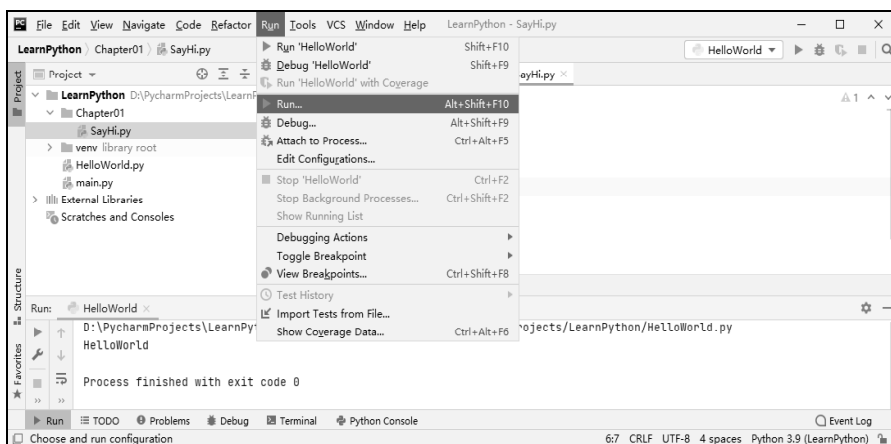 PC File Edit View Navigate Code Refactor Run Tools VCS Window Help LearnPython - SayHi.py
LearnPython Chapter01 SayHi.py HelloWorld
Project
Project
ayHi.py
LearnPython D:\PycharmProjects\LearnP
1
Chapter01
SayHi.py
venv library root
HelloWorld.py
main.py
External Libraries
Scratches and Consoles
Run 'HelloWorld' Shift+F10
Debug 'HelloWorld' Shift+F9
Run 'HelloWorld' with Coverage
Run... Alt+Shift+F10
Debug... Alt+Shift+F9
Attach to Process... Ctrl+Alt+F5
Edit Configurations...
Stop 'HelloWorld' Ctrl+F2
Stop Background Processes... Ctrl+Shift+F2
Show Running List
Debugging Actions
Toggle Breakpoint
View Breakpoints... Ctrl+Shift+F8
Test History
Import Tests from File...
Show Coverage Data... Ctrl+Alt+F6
Structure
Favorites
Run: HelloWorld
D:\PycharmProjects\LearnPy rojects/LearnPython/HelloWorld.py
HelloWorld
Process finished with exit code 0
Run TODO Problems Debug Terminal Python Console Event Log
Choose and run configuration 6:7 CRLF UTF-8 4 spaces Python 3.9 (LearnPython)